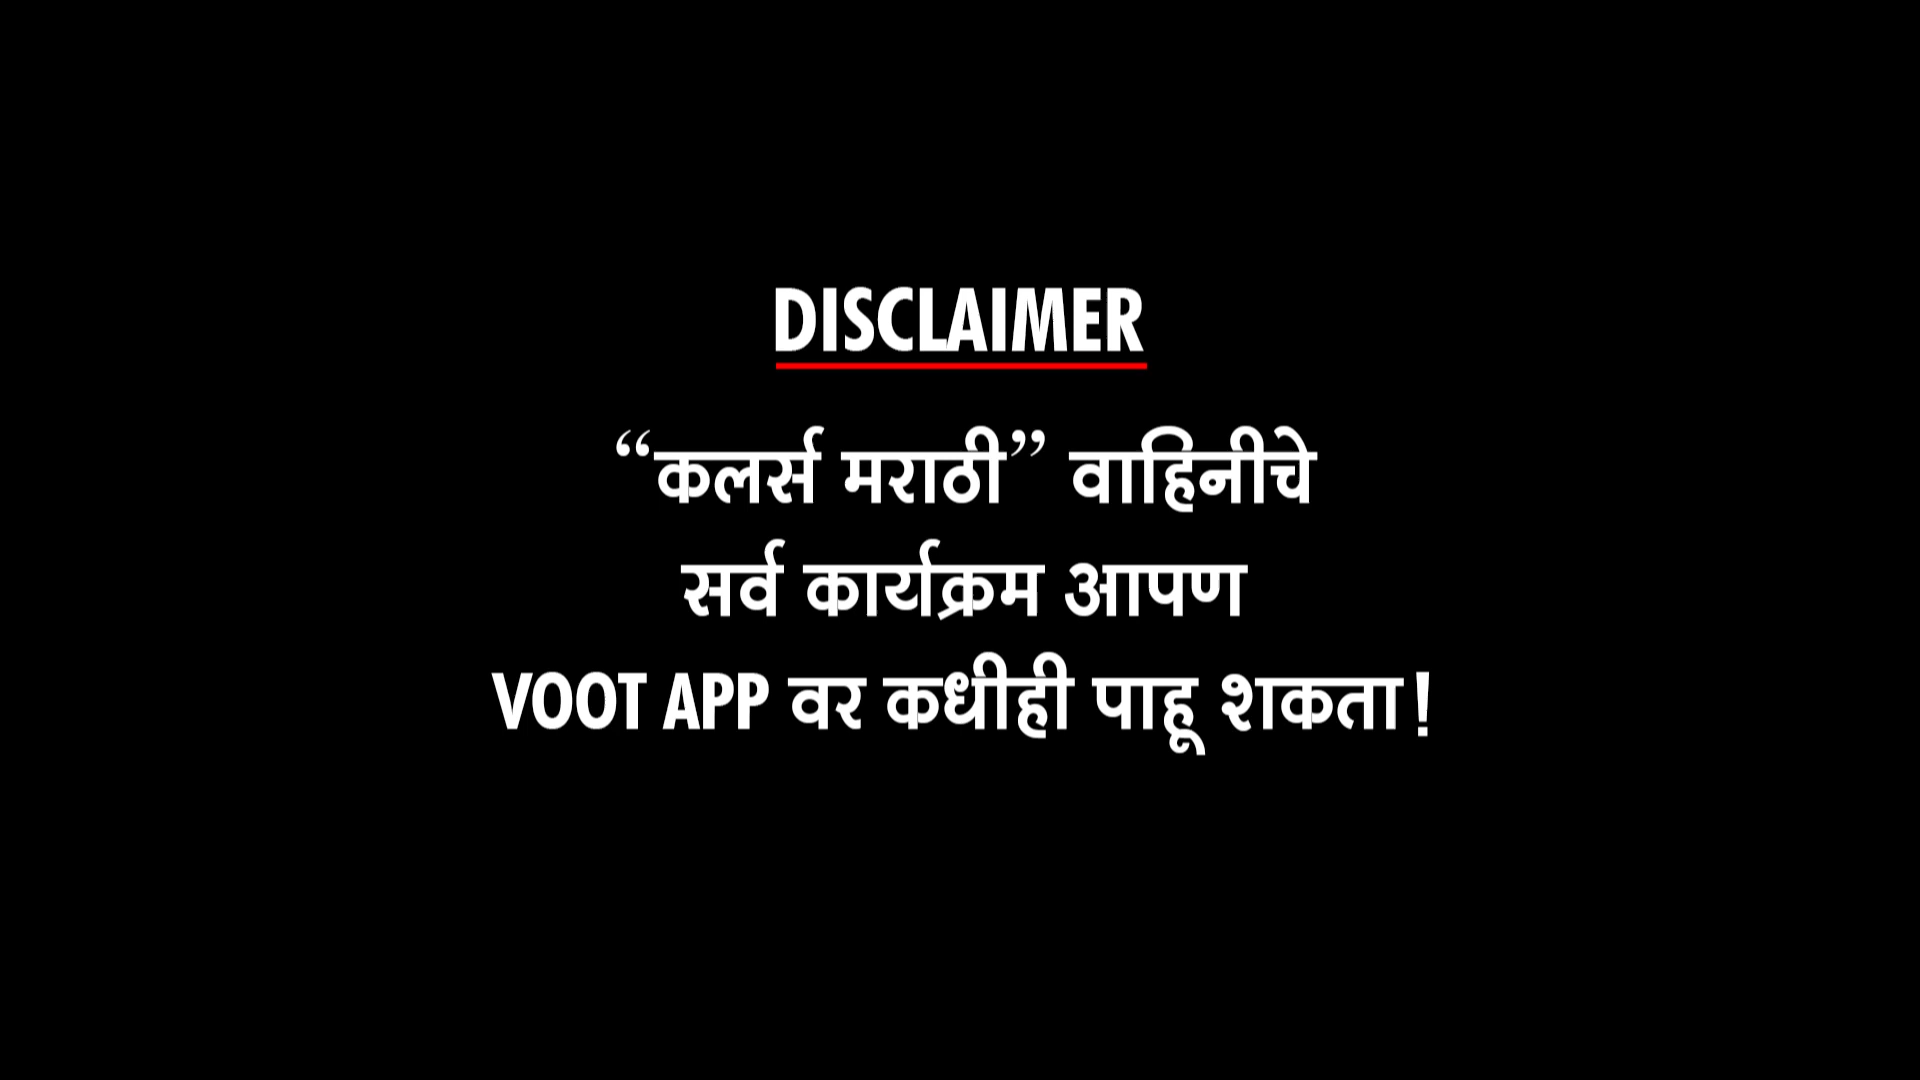 DISCLAIMER
“कलर्स मराठी” वाहिनीचे
सर्व कार्यक्रम आपण
VOOT APP वर कधीही पाहू शकता!